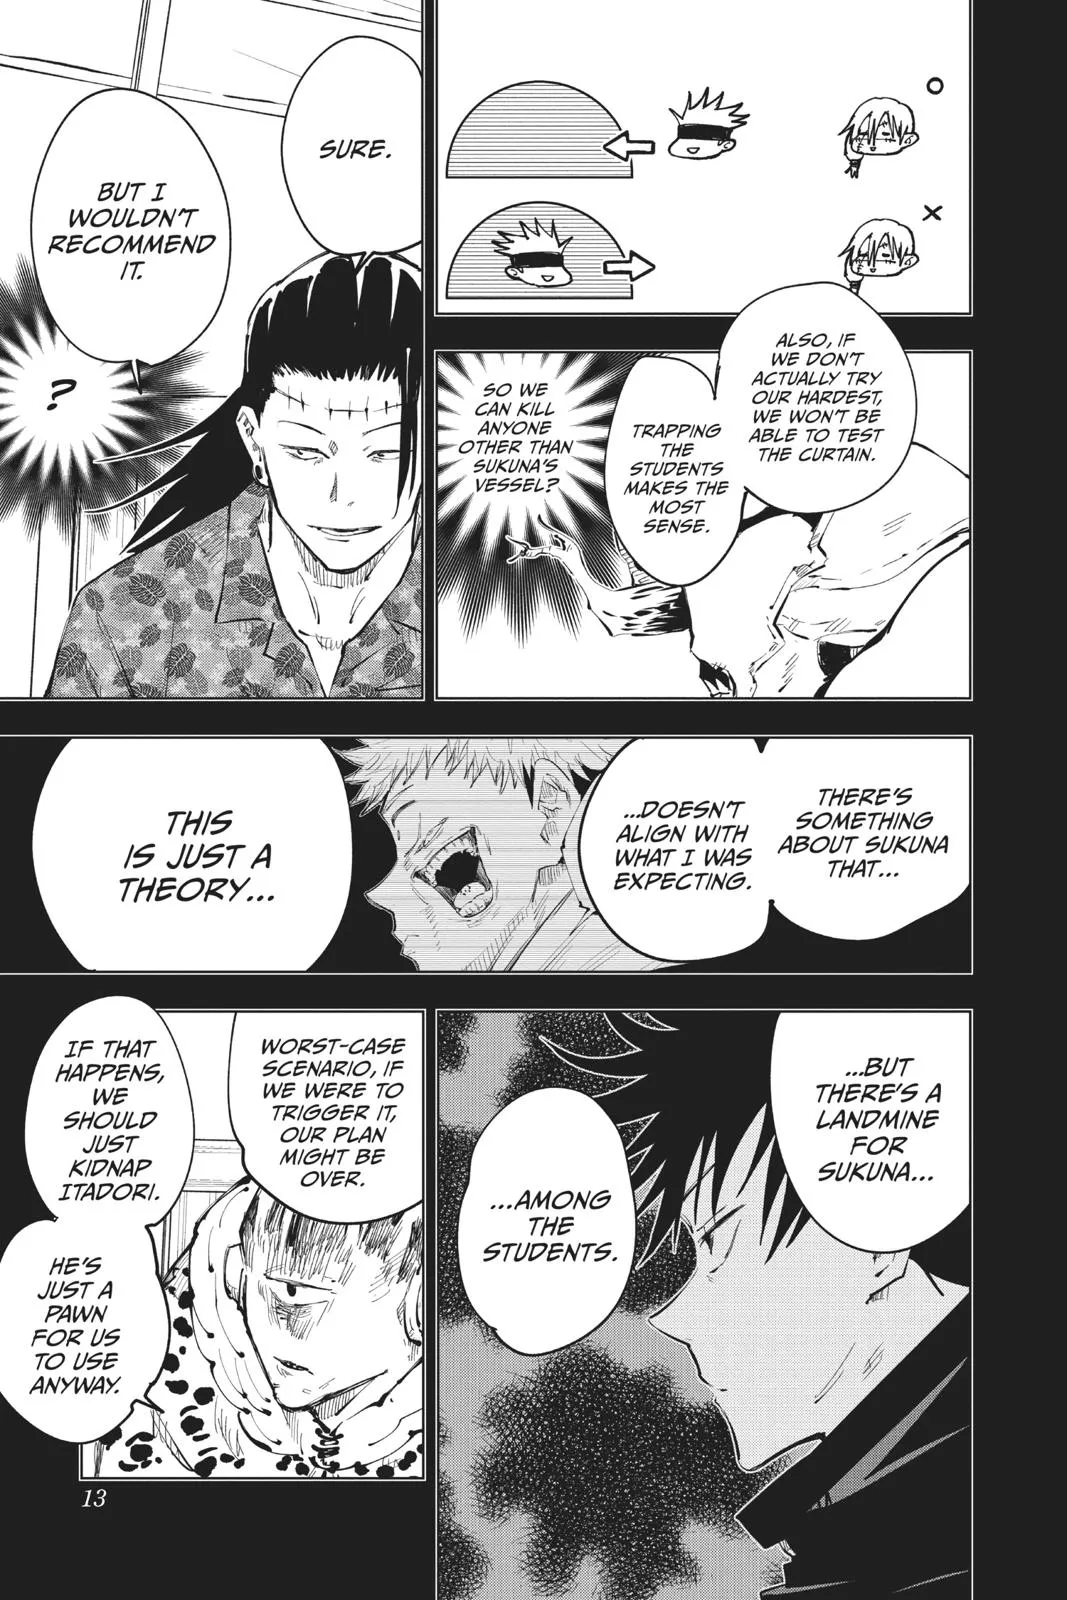 ALSO, IF
WE DON'T
ACTUALLY TRY
OUR HARDEST,
WE WON'T BE
ABLE TO TEST
THE CURTAIN.
TRAPPING
THE
STUDENTS
MAKES THE
MOST
SENSE.
SO WE
CAN KILL
ANYONE
OTHER THAN
SUKUNA'S
VESSEL?
SURE.
BUT I
WOULDN'T
RECOMMEND
IT.
?
THERE'S
SOMETHING
ABOUT SUKUNA
THAT...
...DOESN'T
ALIGN WITH
WHAT I WAS
EXPECTING.
THIS
IS JUST A
THEORY...
...BUT
THERE'S A
LANDMINE
FOR
SUKUNA...
...AMONG
THE
STUDENTS.
WORST-CASE
SCENARIO, IF
WE WERE TO
TRIGGER IT,
OUR PLAN
MIGHT BE
OVER.
IF THAT
HAPPENS,
WE
SHOULD
JUST
KIDNAP
ITADORI.
HE'S
JUST A
PAWN
FOR US
TO USE
ANYWAY.
13